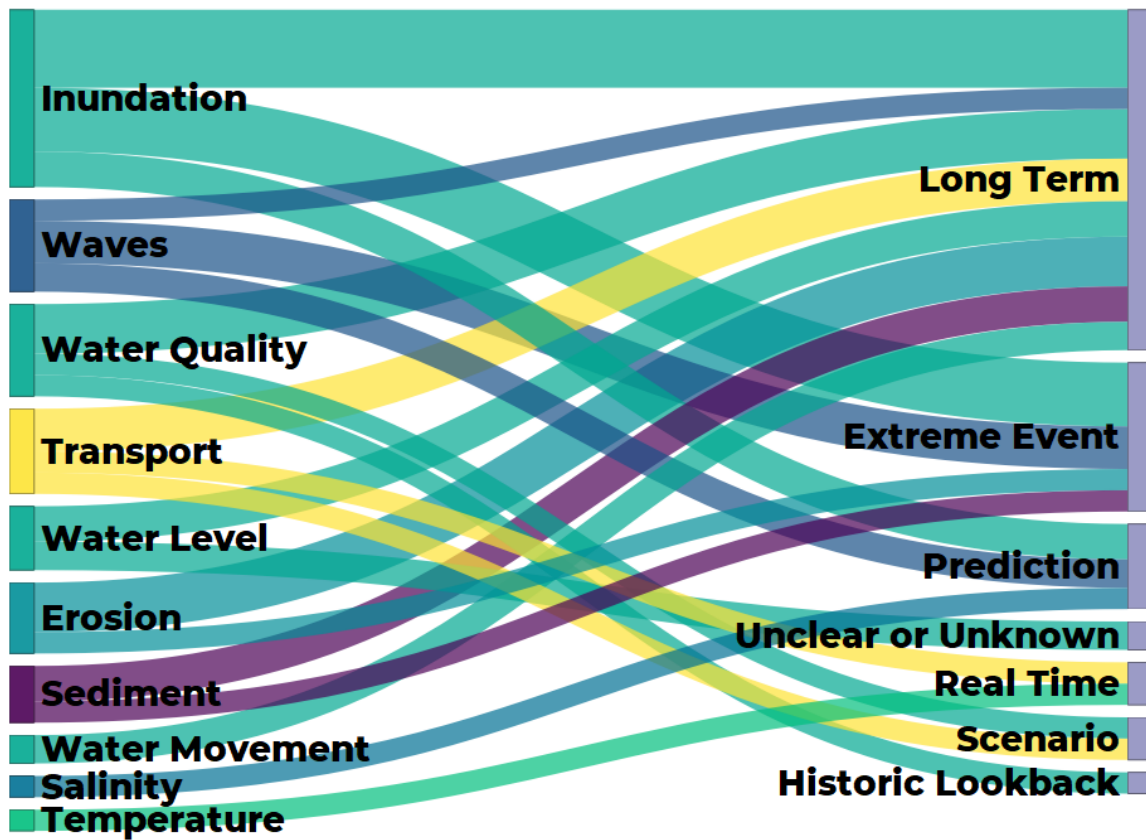 Inundation
Waves
Water Quality
Transport
Water Level
Erosion
Sediment
Water Movement
Salinity
Temperature
Long Term
Extreme Event
Prediction
Unclear or Unknown
Real Time
Scenario
Historic Lookback